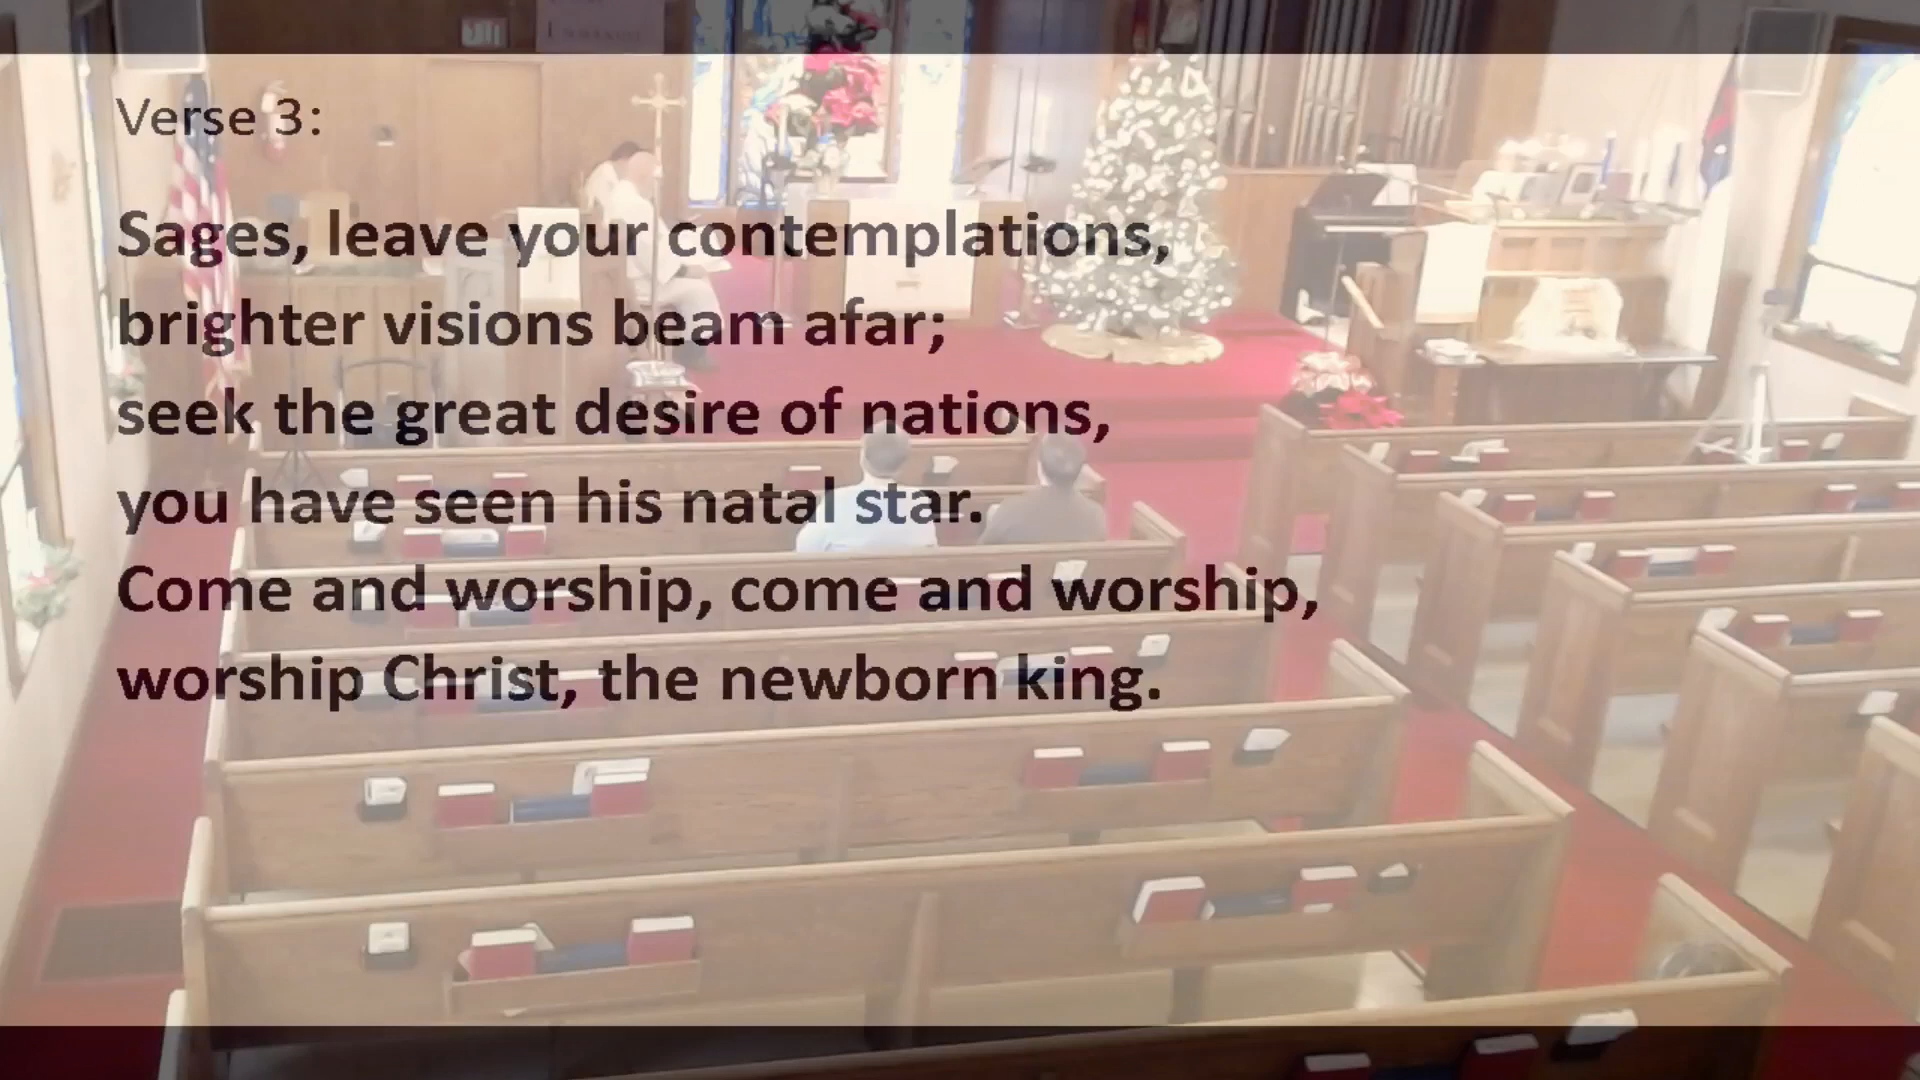 Verse 3:
Sages, leave your contemplations,
brighter visions beam afar;
seek the great desire of nations,
you have seen his natal star.
Come and worship, come and worship,
worship Christ, the newborn king.